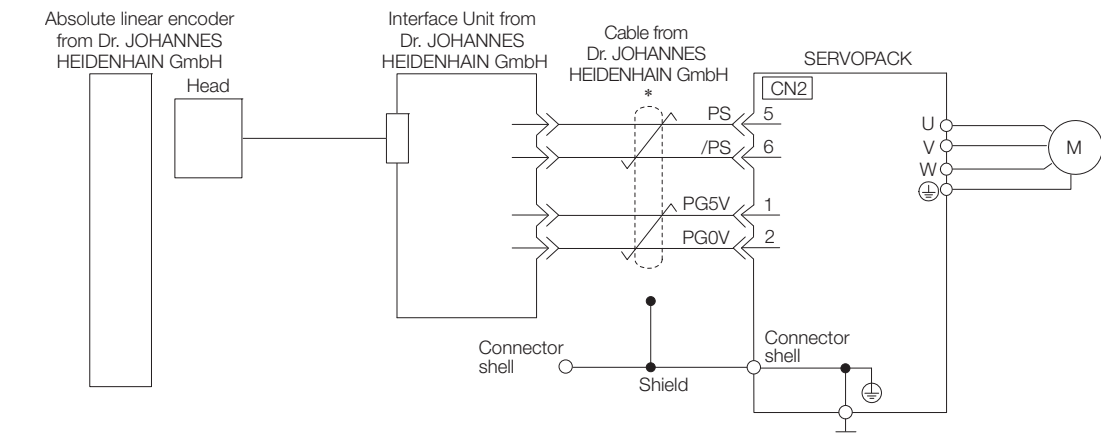 Absolute linear encoder
from Dr. JOHANNES
HEIDENHAIN GmbH
Head
Interface Unit from
Dr. JOHANNES
HEIDENHAIN GmbH
Cable from
Dr. JOHANNES
HEIDENHAIN GmbH
*
SERVOPACK
CN2
PS
5
/PS
6
PG5V
1
PG0V
2
U
V
W
M
Connector
shell
Shield
Connector
shell